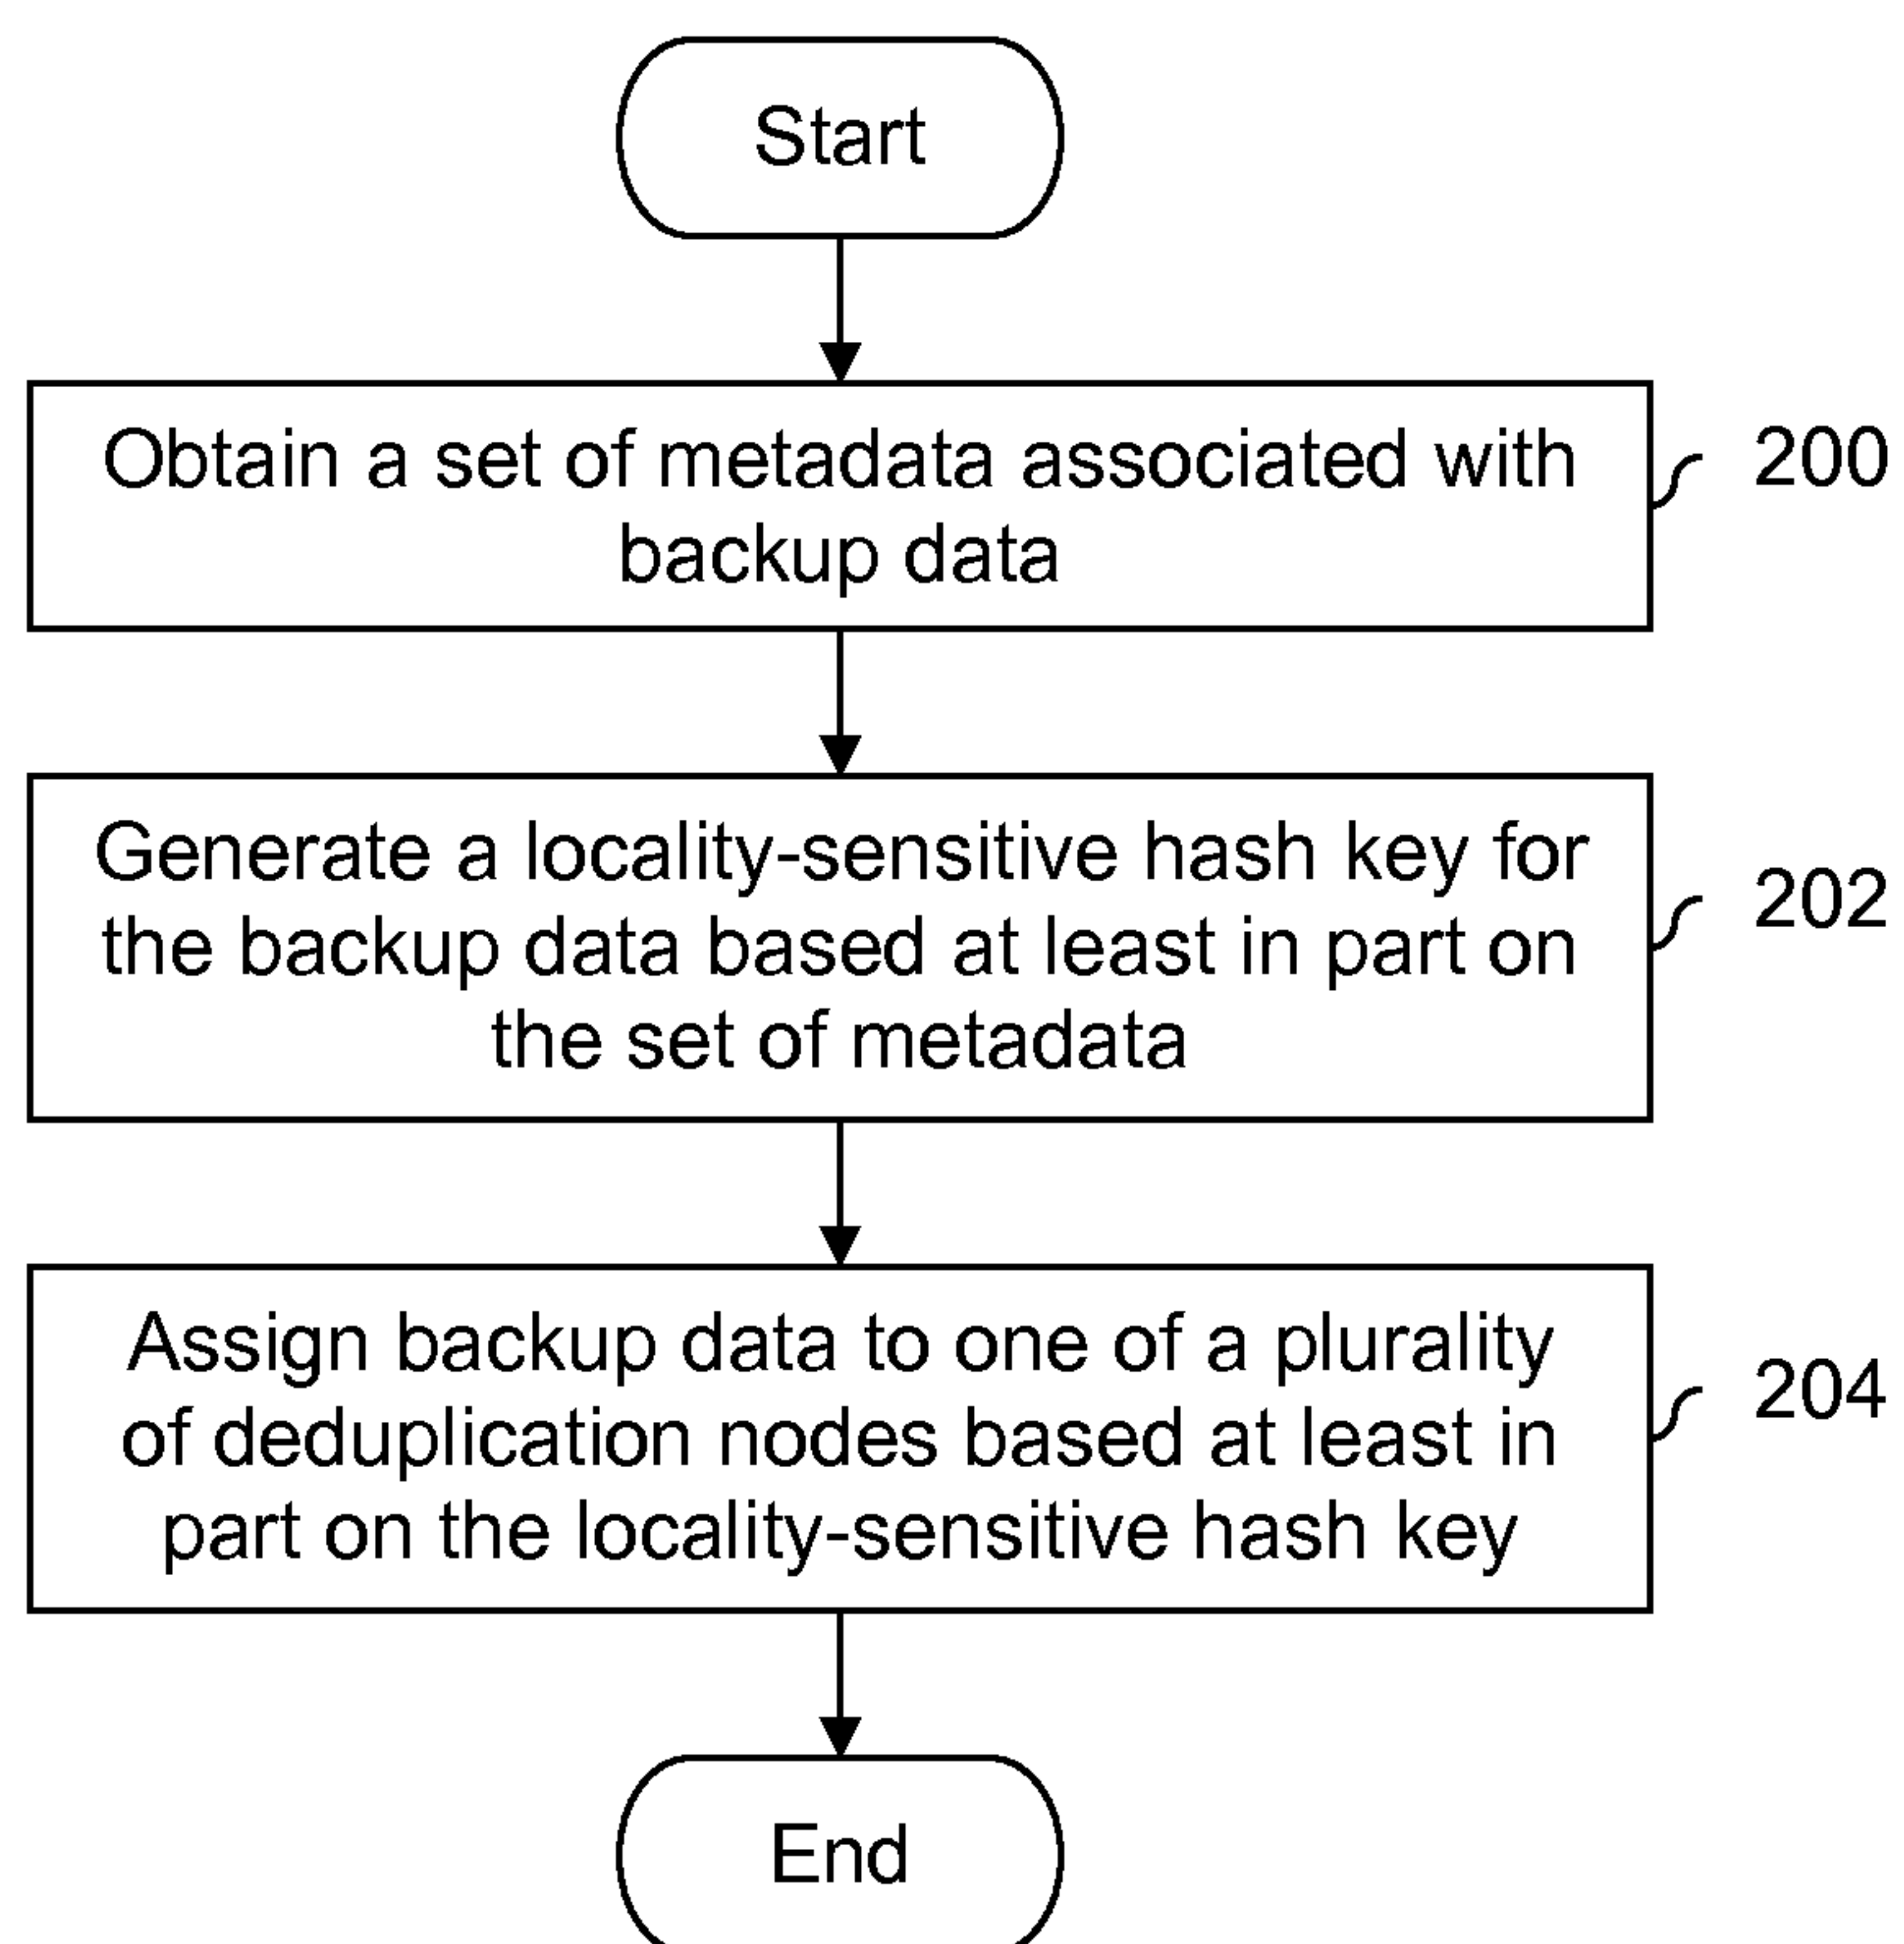 Start
Obtain a set of metadata associated with
backup data
200
Generate a locality-sensitive hash key for
the backup data based at least in part on
the set of metadata
202
Assign backup data to one of a plurality
of deduplication nodes based at least in
part on the locality-sensitive hash key
204
End